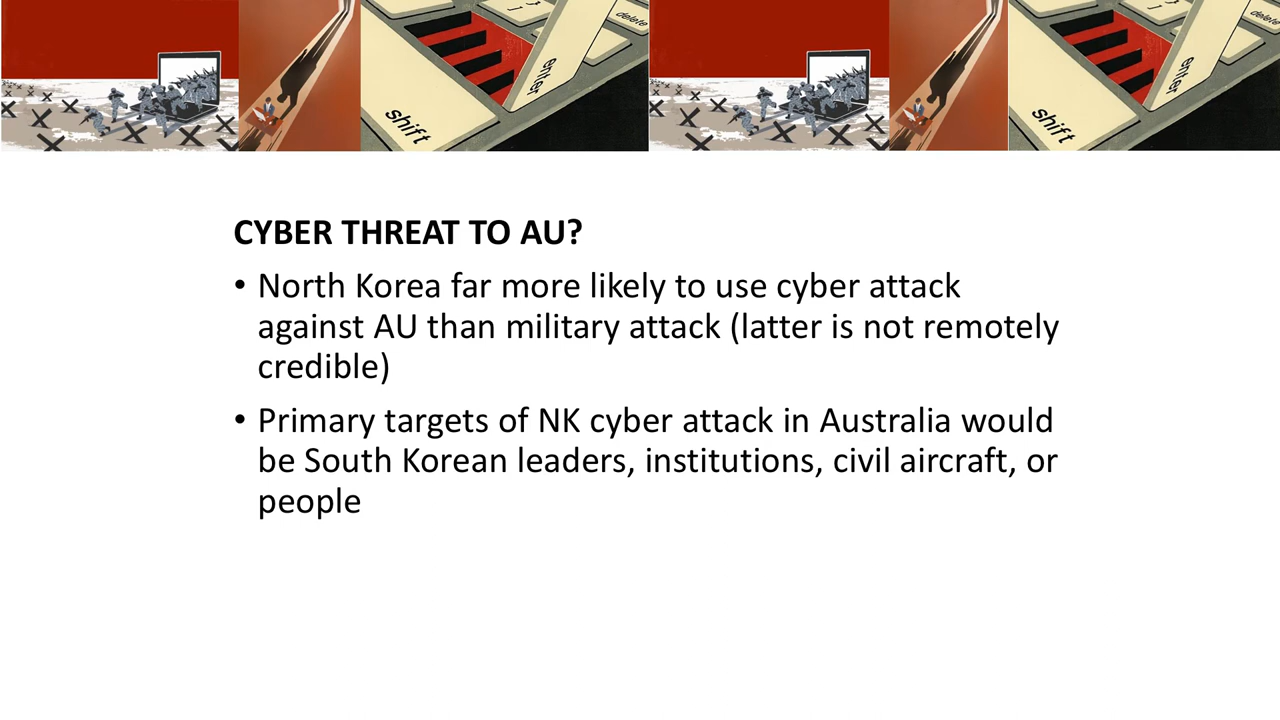 shift
enter
delete
shift
enter
delete
CYBER THREAT TO AU?
• North Korea far more likely to use cyber attack
against AU than military attack (latter is not remotely
credible)
• Primary targets of NK cyber attack in Australia would
be South Korean leaders, institutions, civil aircraft, or
people